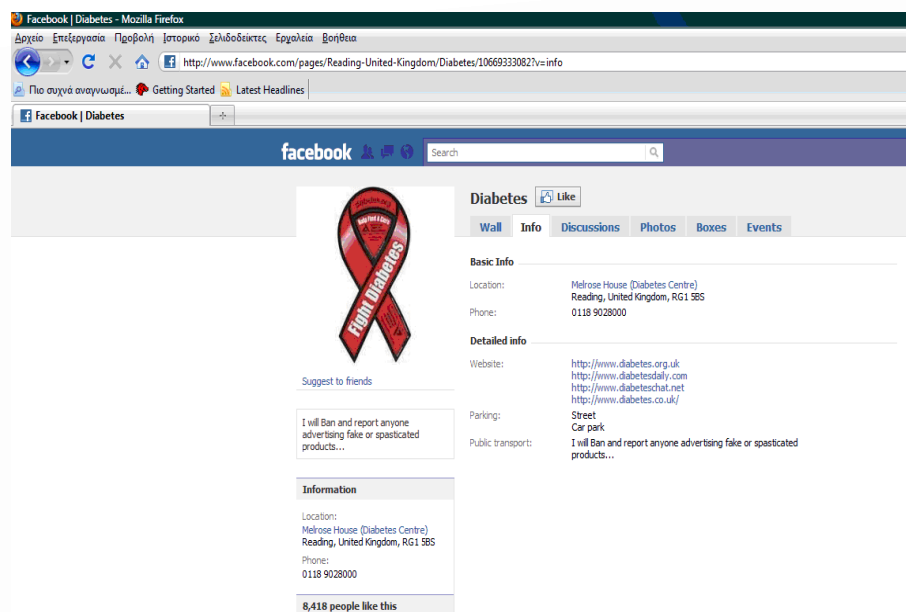 Facebook | Diabetes - Mozilla Firefox
Αρχείο Επεξεργασία Προβολή Ιστορικό Σελιδοδείκτες Εργαλεία Βοήθεια
http://www.facebook.com/pages/Reading-United-Kingdom/Diabetes/10669333082?v=info
Πιο συχνά αναγνωσμέ... Getting Started Latest Headlines
Facebook | Diabetes
facebook Search
Diabetes Like
Wall Info Discussions Photos Boxes Events
diabetes.org
Help Find A Cure
Fight Diabetes
Suggest to friends
I will Ban and report anyone
advertising fake or spasticated
products...
Information
Location:
Melrose House (Diabetes Centre)
Reading, United Kingdom, RG1 5BS
Phone:
0118 9028000
8,418 people like this
Basic Info
Location: Melrose House (Diabetes Centre)
Reading, United Kingdom, RG1 5BS
Phone: 0118 9028000
Detailed info
Website: http://www.diabetes.org.uk
http://www.diabetesdaily.com
http://www.diabeteschat.net
http://www.diabetes.co.uk/
Parking: Street
Car park
Public transport: I will Ban and report anyone advertising fake or spasticated
products...